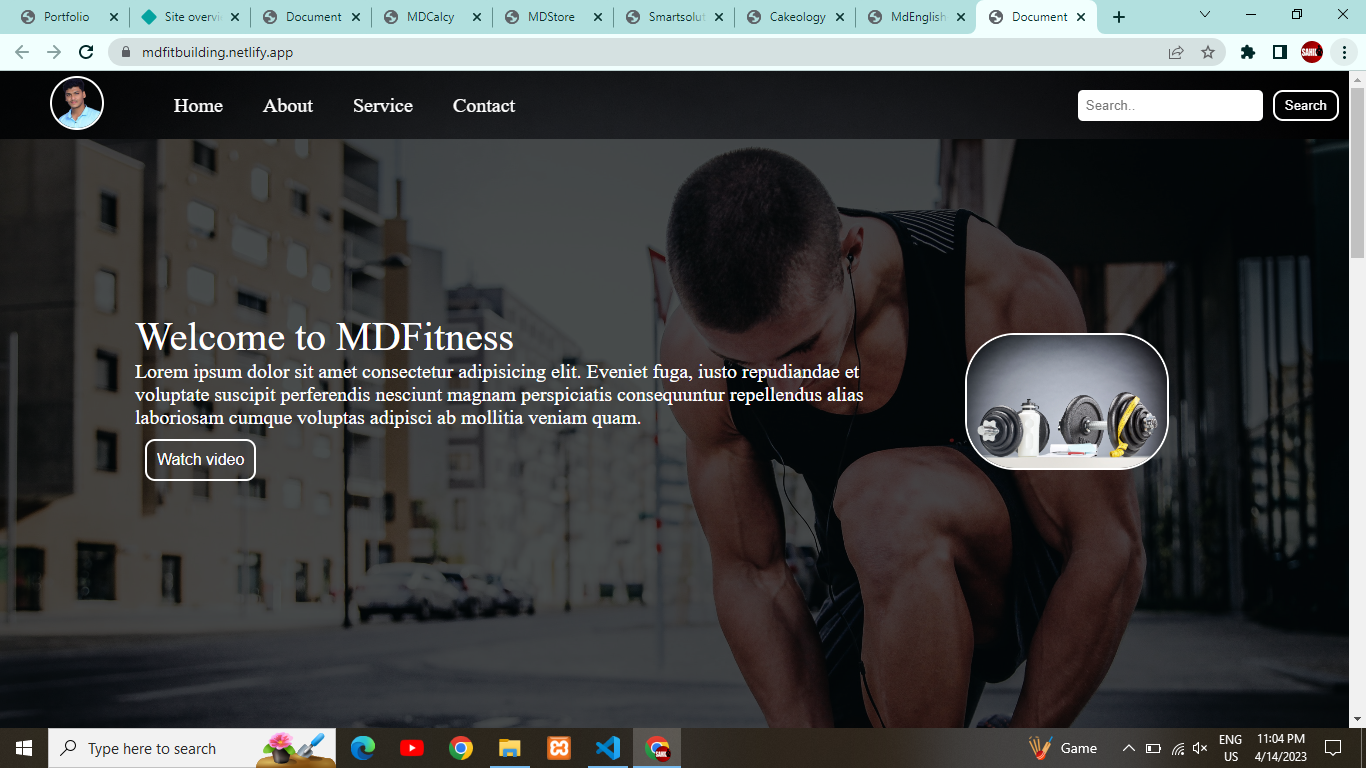 Portfolio
Site overvi
Document
MDCalcy
MDStore
Smartsolut
Cakeology
MdEnglish
Document
mdfitbuilding.netlify.app
SAHIL
Home
About
Service
Contact
Search..
Search
Welcome to MDFitness
Lorem ipsum dolor sit amet consectetur adipisicing elit. Eveniet fuga, iusto repudiandae et
voluptate suscipit perferendis nesciunt magnam perspiciatis consequuntur repellendus alias
laboriosam cumque voluptas adipisci ab mollitia veniam quam.
Watch video
Type here to search
SAHIL
Game
ENG
US
11:04 PM
4/14/2023